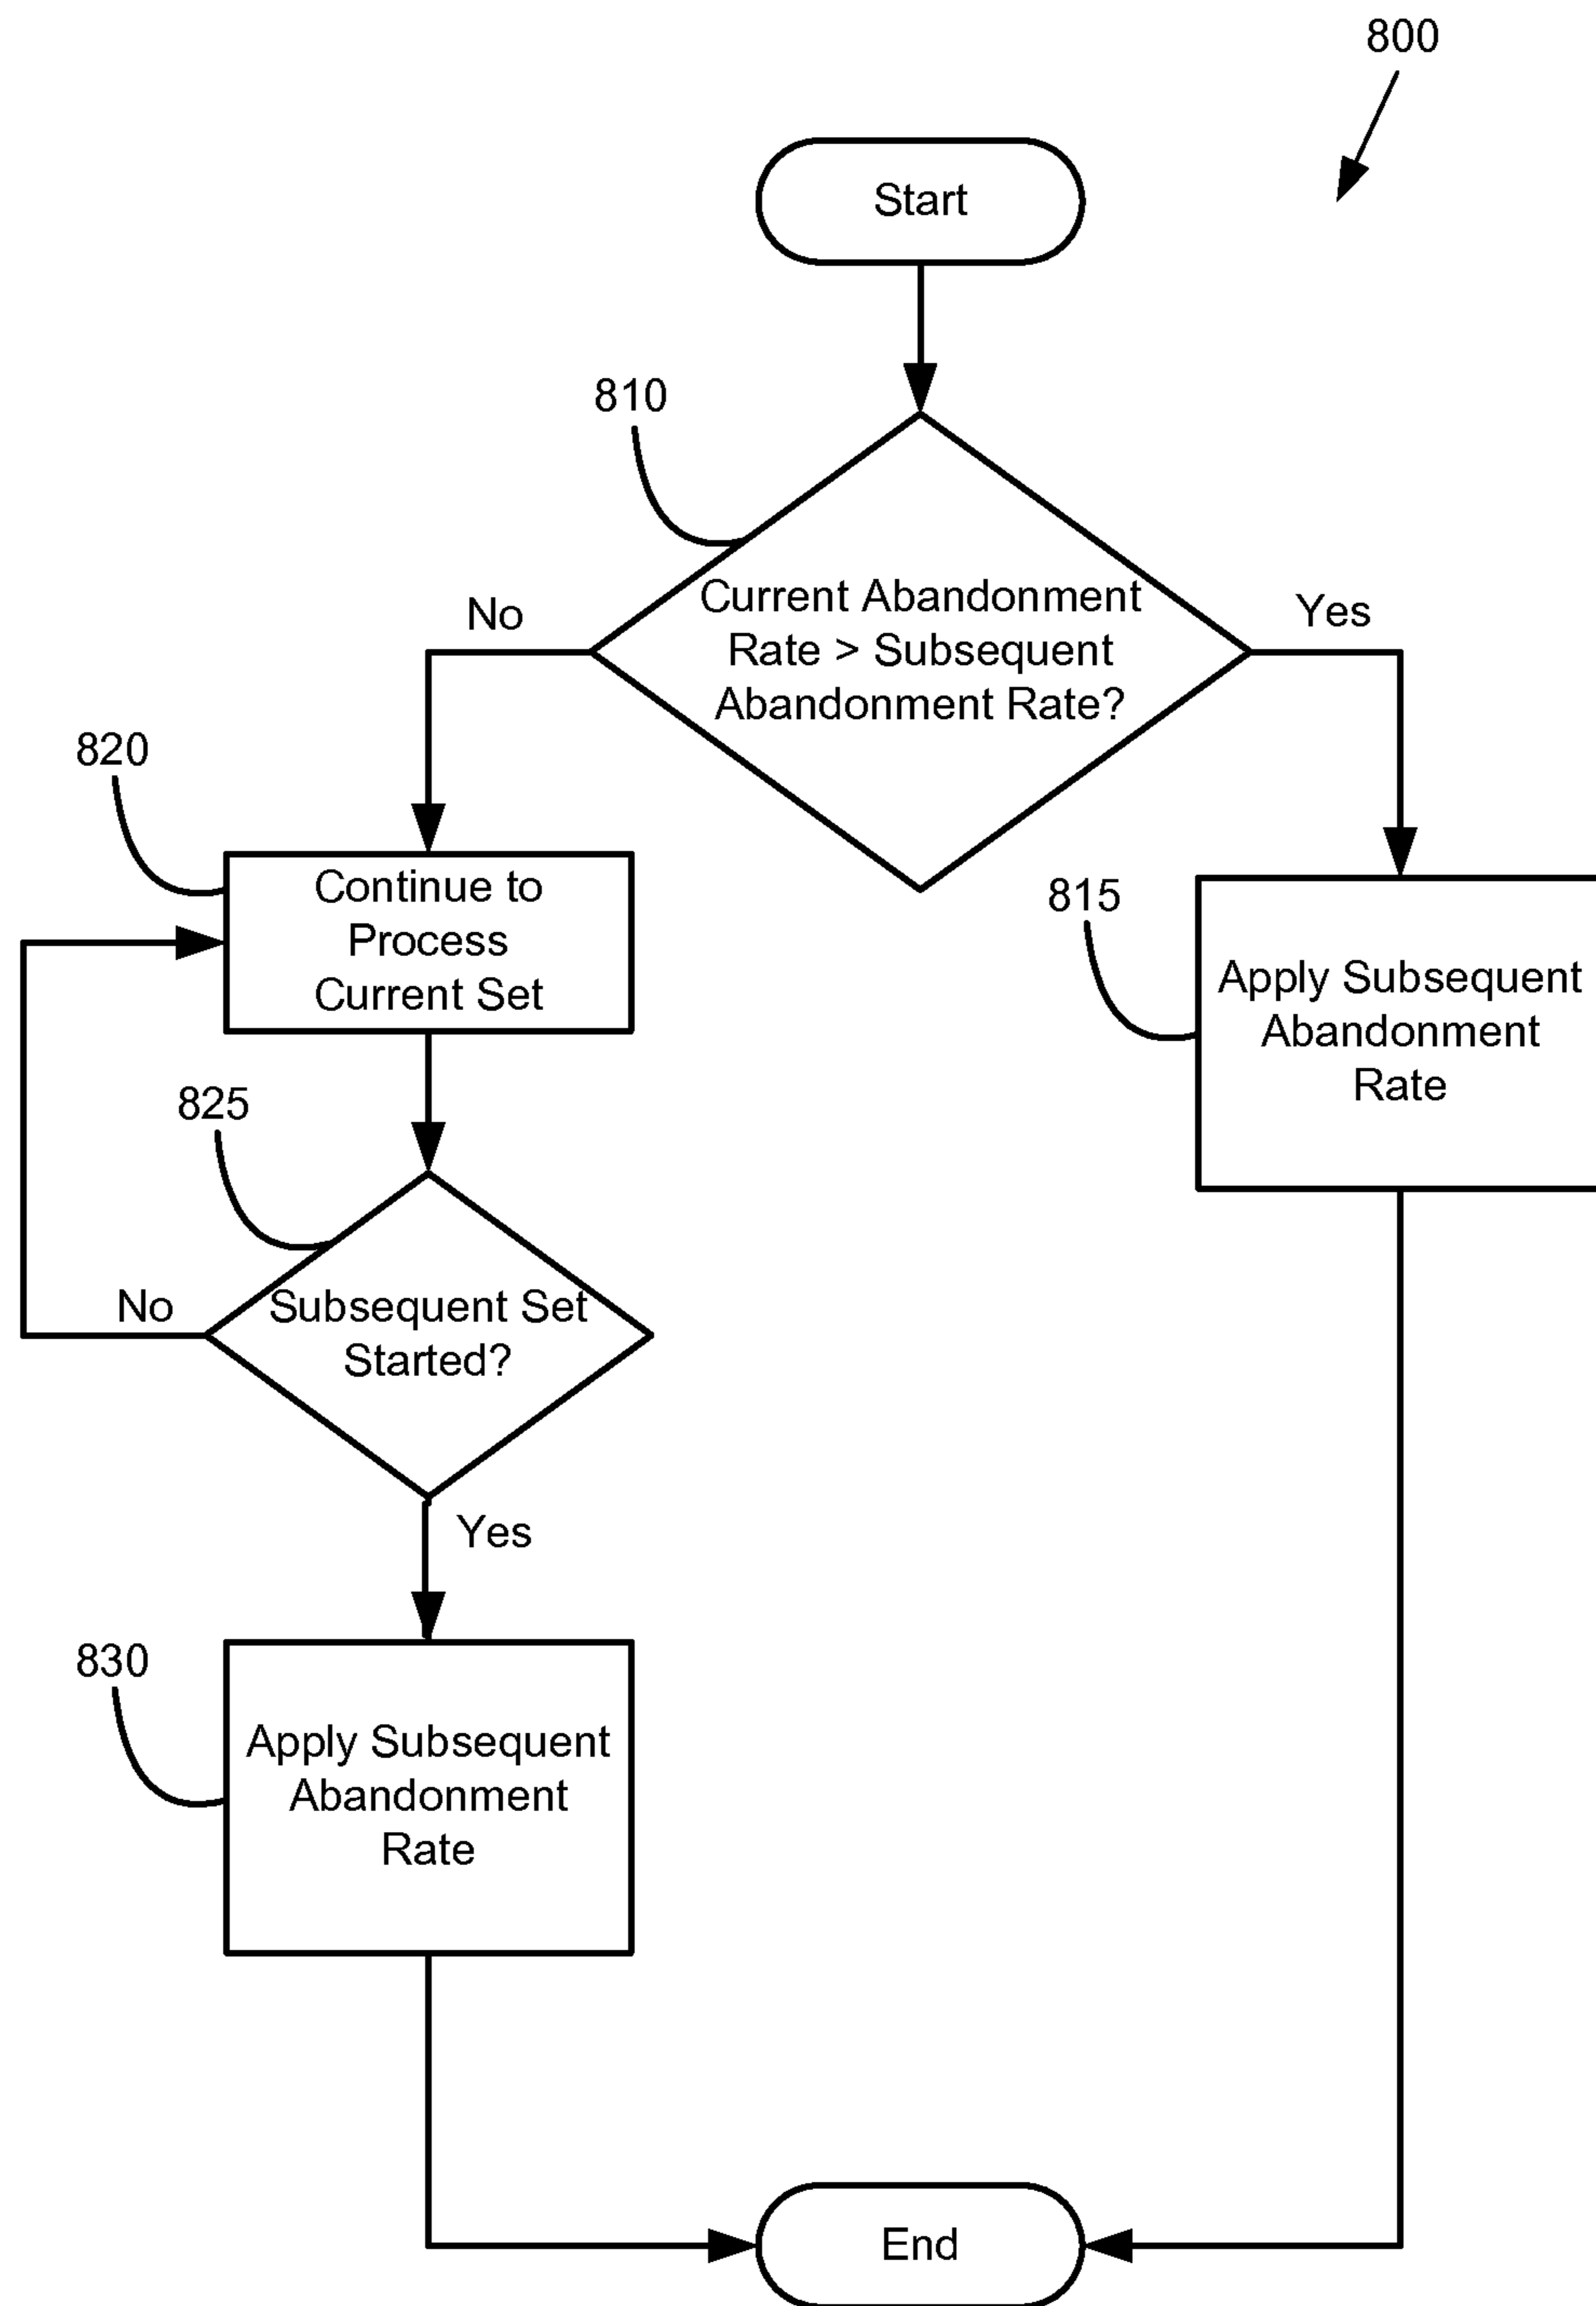 800
Start
810
Current Abandonment
Rate > Subsequent
Abandonment Rate?
No
Yes
820
Continue to
Process
Current Set
815
Apply Subsequent
Abandonment
Rate
825
Subsequent Set
Started?
No
Yes
830
Apply Subsequent
Abandonment
Rate
End